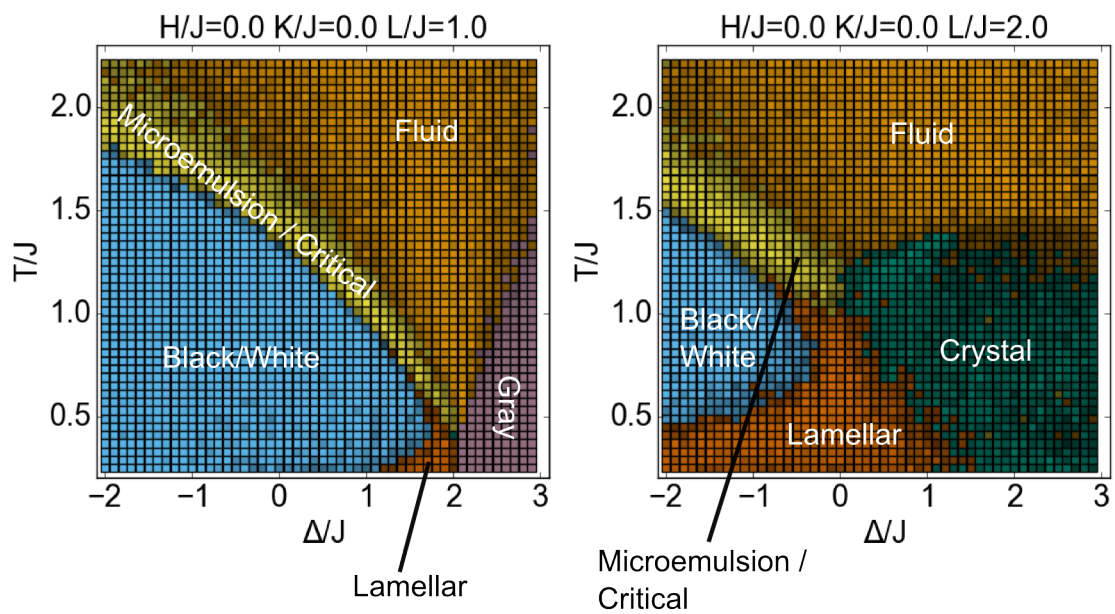 H/J=0.0 K/J=0.0 L/J=1.0
2.0
1.5
1.0
0.5
T/J
−2
−1
0
1
2
3
Δ/J
Microemulsion / Critical
Fluid
Black/White
Gray
Lamellar
H/J=0.0 K/J=0.0 L/J=2.0
2.0
1.5
1.0
0.5
T/J
−2
−1
0
1
2
3
Δ/J
Fluid
Black/
White
Crystal
Lamellar
Microemulsion /
Critical